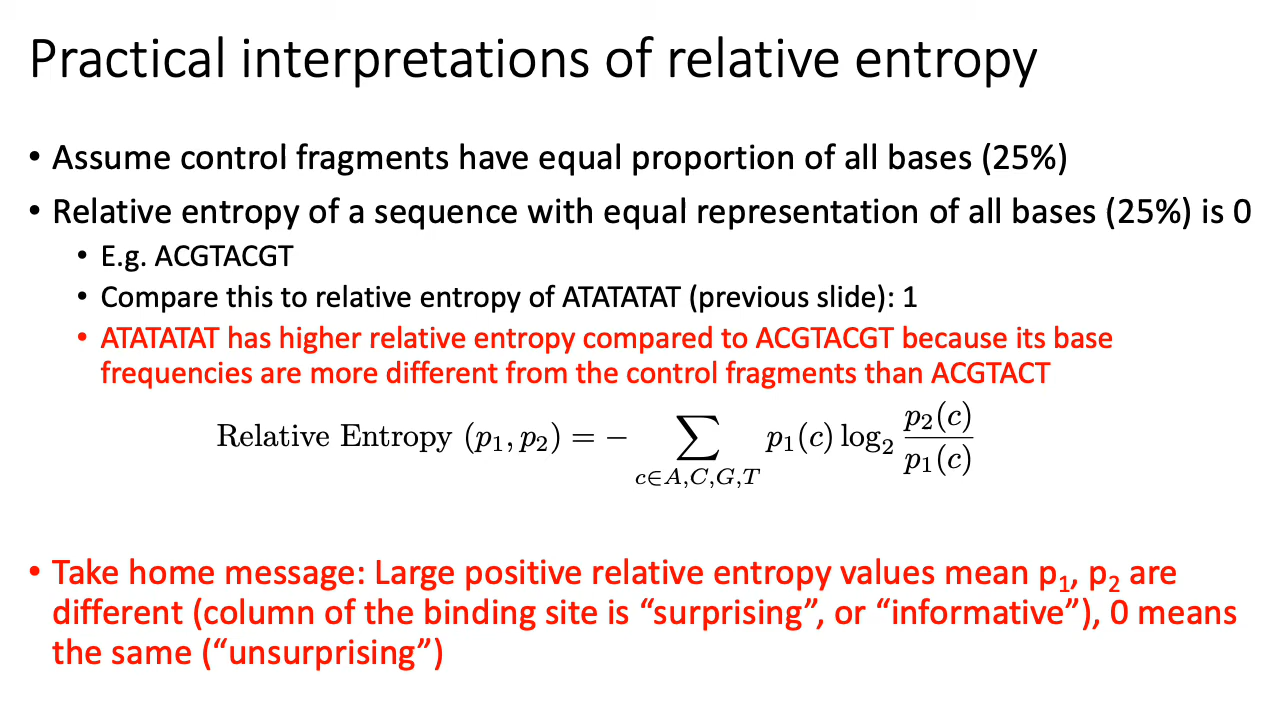 Practical interpretations of relative entropy
• Assume control fragments have equal proportion of all bases (25%)
• Relative entropy of a sequence with equal representation of all bases (25%) is 0
• E.g. ACGTACGT
• Compare this to relative entropy of ATATATAT (previous slide): 1
• ATATATAT has higher relative entropy compared to ACGTACGT because its base
frequencies are more different from the control fragments than ACGTACT
Relative Entropy (p₁, p₂) = − ∑_{c∈A,C,G,T} p₁(c) log₂ p₂(c)/p₁(c)
• Take home message: Large positive relative entropy values mean p₁, p₂ are
different (column of the binding site is “surprising”, or “informative”), 0 means
the same (“unsurprising”)